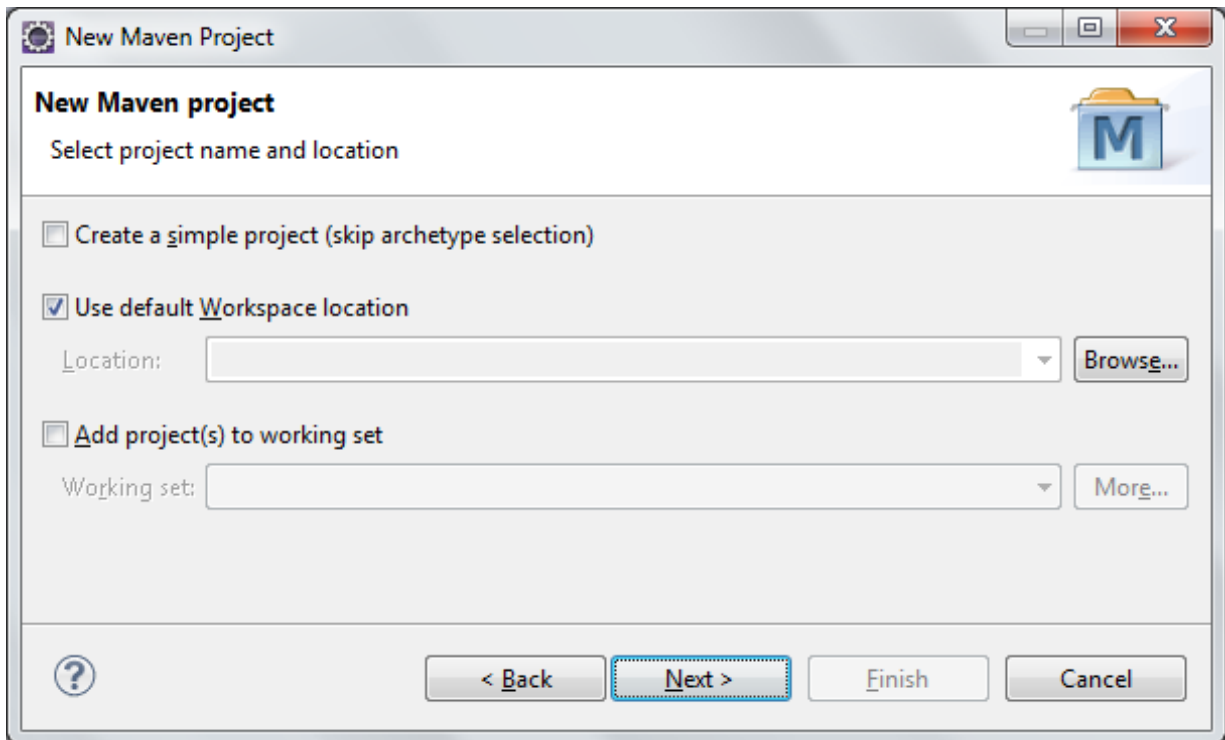 New Maven Project
New Maven project
Select project name and location
M
Create a simple project (skip archetype selection)
Use default Workspace location
Location:
Browse...
Add project(s) to working set
Working set:
More...
?
< Back
Next >
Finish
Cancel